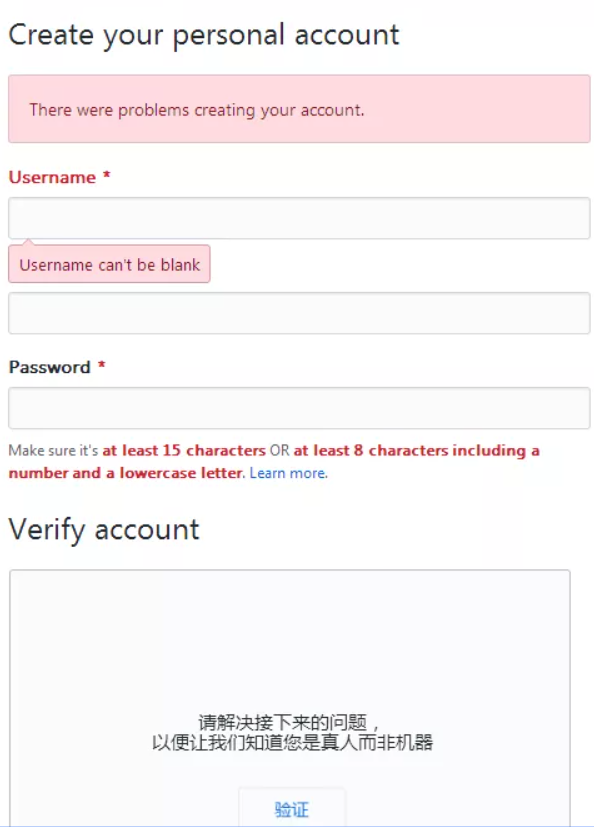 Create your personal account
There were problems creating your account.
Username *
Username can't be blank
Password *
Make sure it's at least 15 characters OR at least 8 characters including a
number and a lowercase letter. Learn more.
Verify account
请解决接下来的问题，
以便让我们知道您是真人而非机器
验证